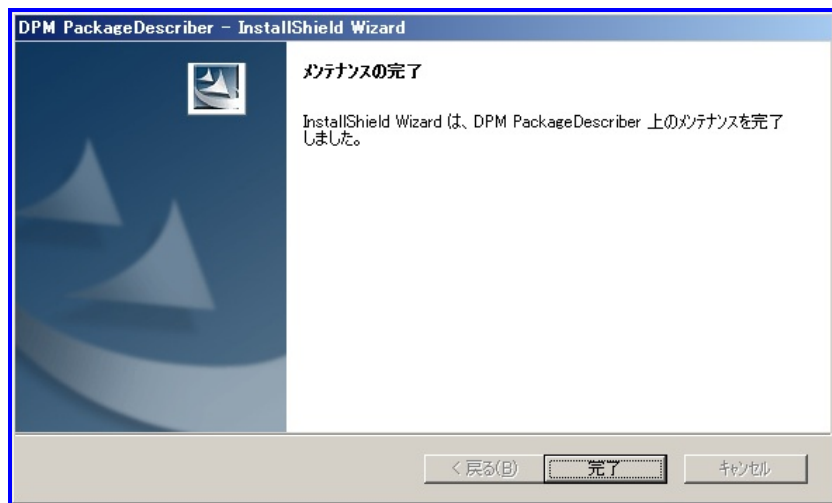 DPM PackageDescriber - InstallShield Wizard
メンテナンスの完了
InstallShield Wizard は、DPM PackageDescriber 上のメンテナンスを完了
しました。
< 戻る(B)
完了
キャンセル